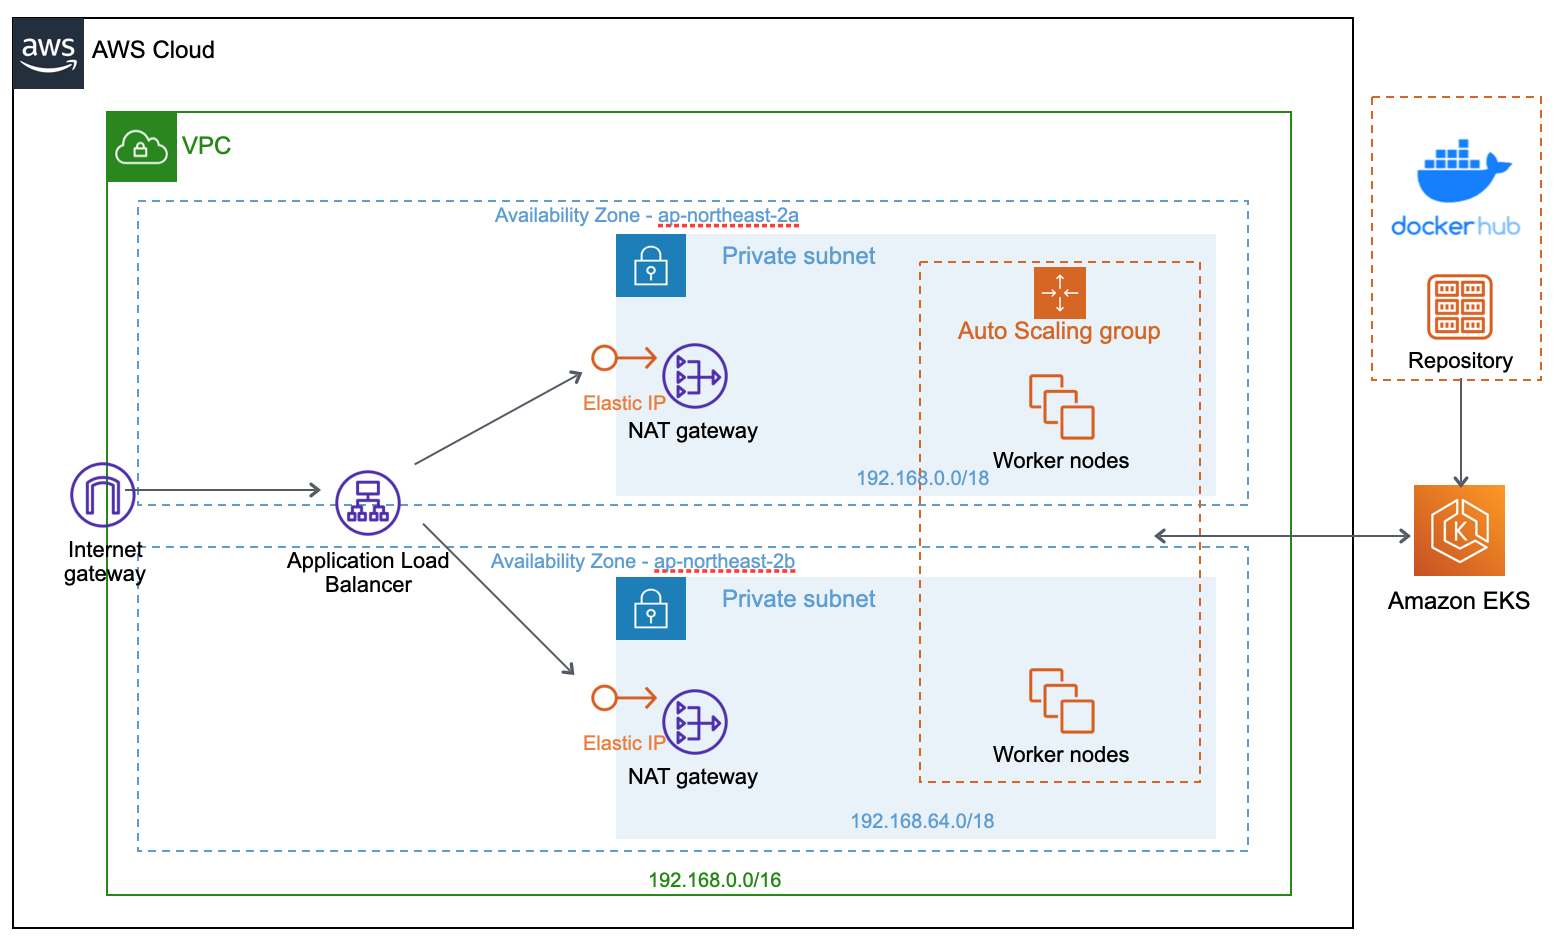 aws
AWS Cloud
VPC
Availability Zone - ap-northeast-2a
Private subnet
Auto Scaling group
Elastic IP
NAT gateway
Worker nodes
192.168.0.0/18
Internet
gateway
Application Load
Balancer
Availability Zone - ap-northeast-2b
Private subnet
Elastic IP
NAT gateway
Worker nodes
192.168.64.0/18
192.168.0.0/16
dockerhub
Repository
K
Amazon EKS